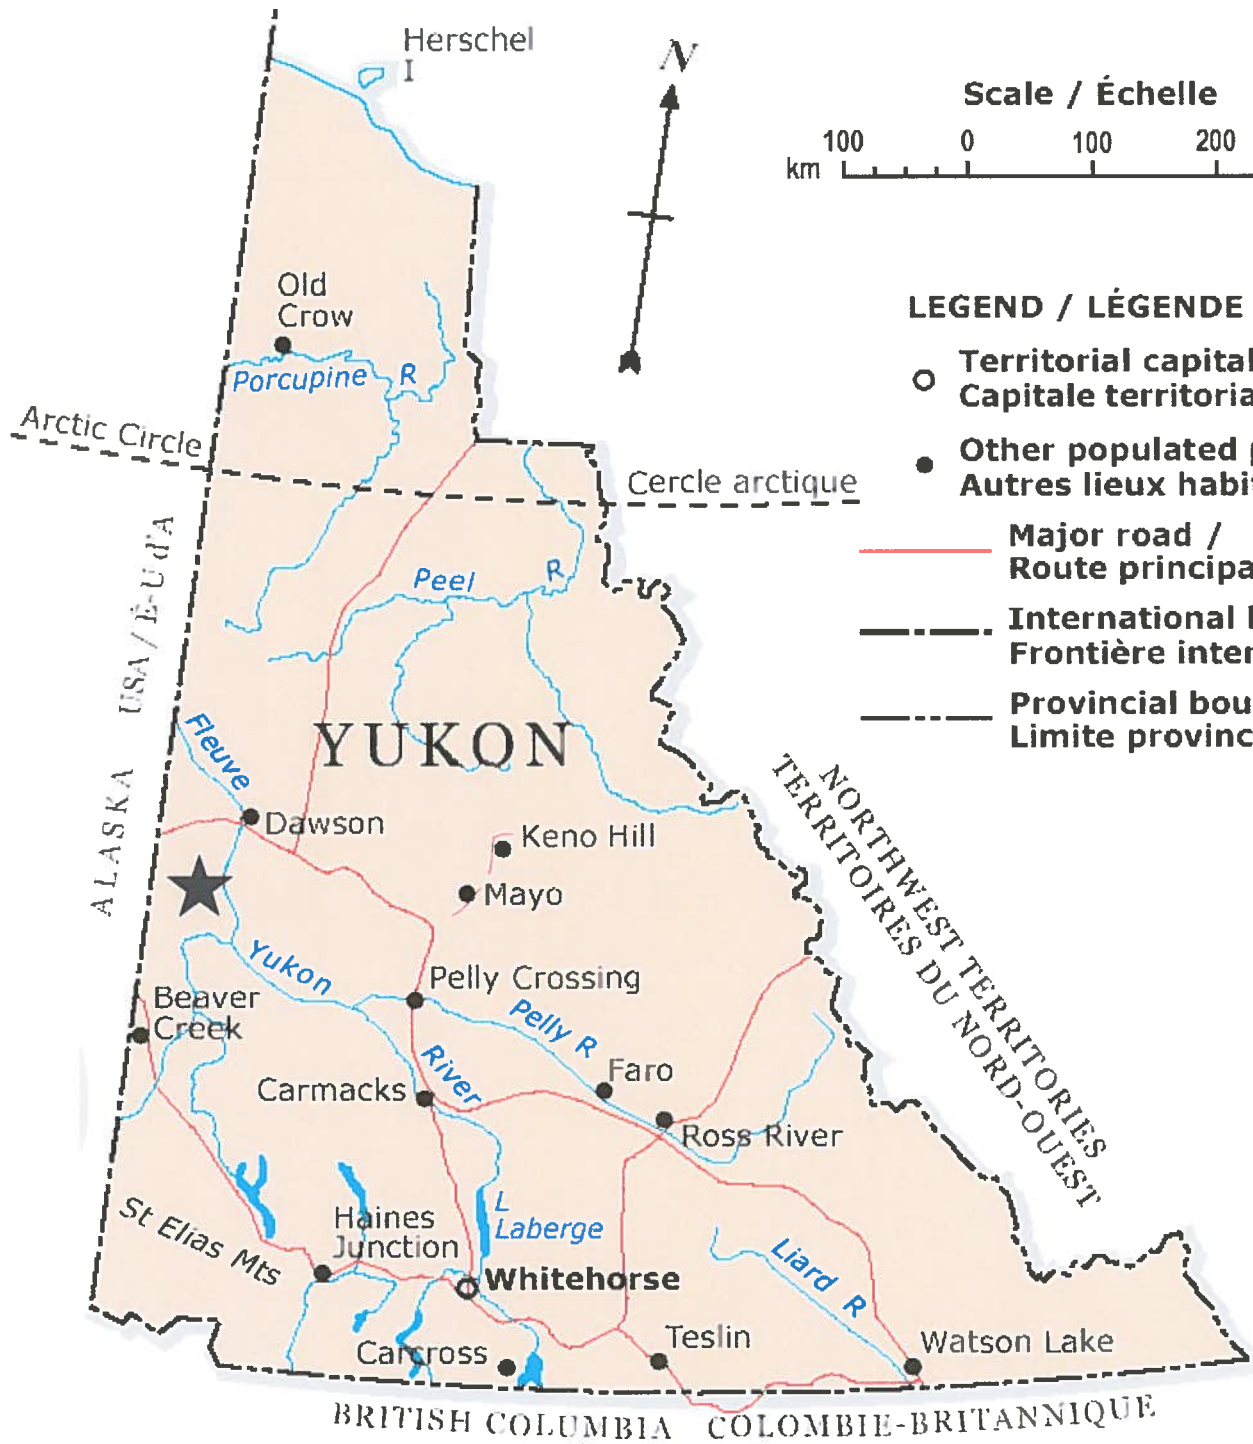 Herschel
I
N
Scale / Échelle
100 0 100 200
km
Old
Crow
Porcupine R
LEGEND / LÉGENDE
Territorial capital
Capitale territoria
Other populated p
Autres lieux habit
Major road /
Route principa
International
Frontière inter
Provincial bou
Limite provinc
Arctic Circle
Cercle arctique
Peel R
ALASKA USA / É-U d'A
YUKON
Fleuve
Dawson
Keno Hill
Mayo
NORTHWEST TERRITORIES
TERRITOIRES DU NORD-OUEST
Yukon
River
Pelly Crossing
Beaver
Creek
Pelly R
Faro
Carmacks
Ross River
L
Laberge
St Elias Mts
Haines
Junction
Whitehorse
Liard R
Carcross
Teslin
Watson Lake
BRITISH COLUMBIA COLOMBIE-BRITANNIQUE